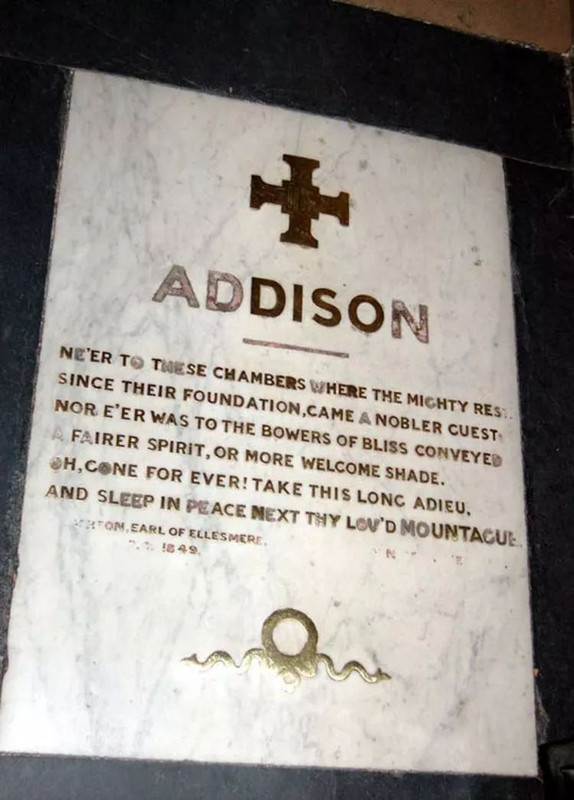 ADDISON
NE'ER TO THESE CHAMBERS WHERE THE MIGHTY REST.
SINCE THEIR FOUNDATION, CAME A NOBLER GUEST:
NOR E'ER WAS TO THE BOWERS OF BLISS CONVEYED
A FAIRER SPIRIT, OR MORE WELCOME SHADE.
OH, GONE FOR EVER! TAKE THIS LONG ADIEU,
AND SLEEP IN PEACE NEXT THY LOV'D MOUNTAGUE.
EARL OF ELLESMERE,
1849.